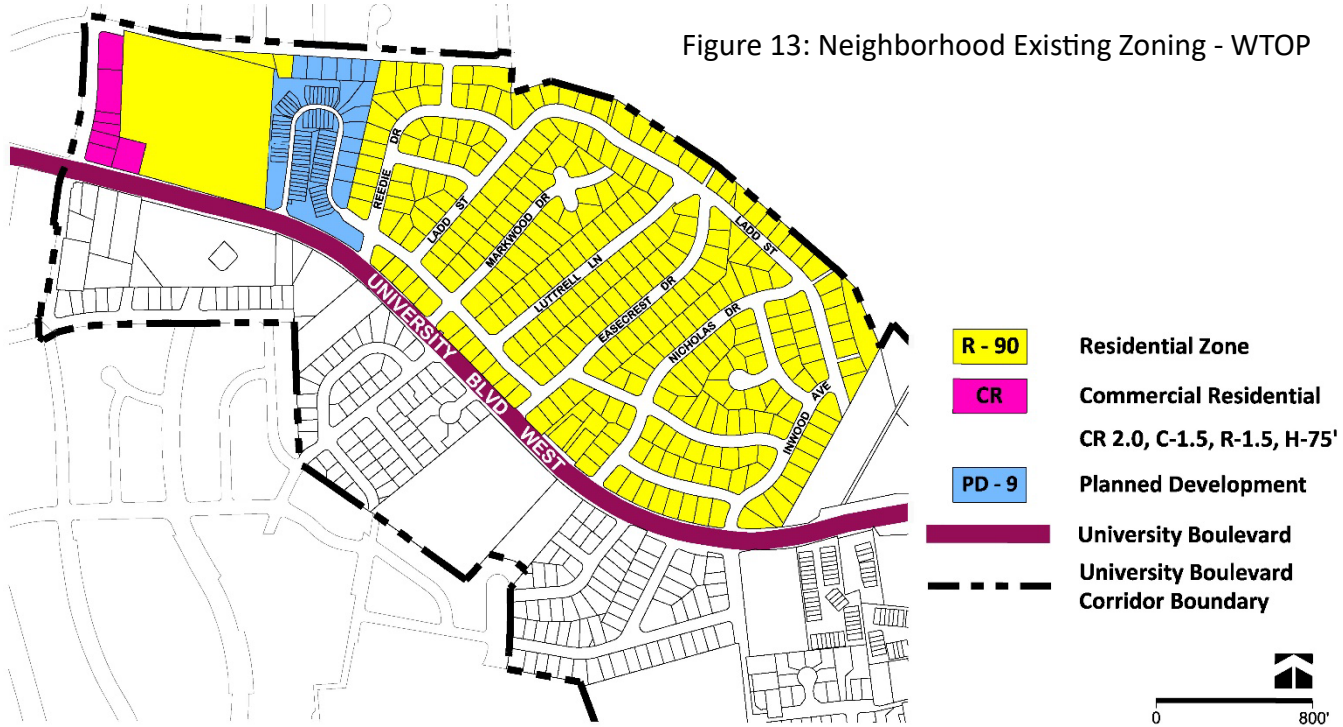 Figure 13: Neighborhood Existing Zoning - WTOP
REEDIE DR
LADD ST
MARKWOOD DR
LUTTRELL LN
EASECREST DR
NICHOLAS DR
LADD ST
INWOOD AVE
UNIVERSITY BLVD WEST
R - 90 Residential Zone
CR Commercial Residential
CR 2.0, C-1.5, R-1.5, H-75'
PD - 9 Planned Development
University Boulevard
University Boulevard
Corridor Boundary
0 800'